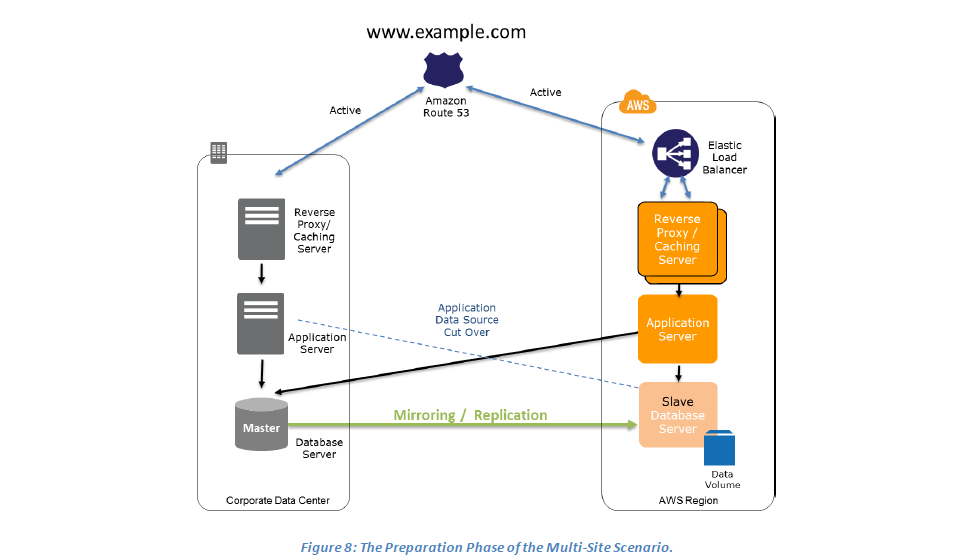 www.example.com
Amazon
Route 53
Active
Active
AWS
Elastic
Load
Balancer
Reverse
Proxy/
Caching
Server
Reverse
Proxy /
Caching
Server
Application
Data Source
Cut Over
Application
Server
Application
Server
Mirroring / Replication
Master
Database
Server
Slave
Database
Server
Data
Volume
Corporate Data Center
AWS Region
Figure 8: The Preparation Phase of the Multi-Site Scenario.